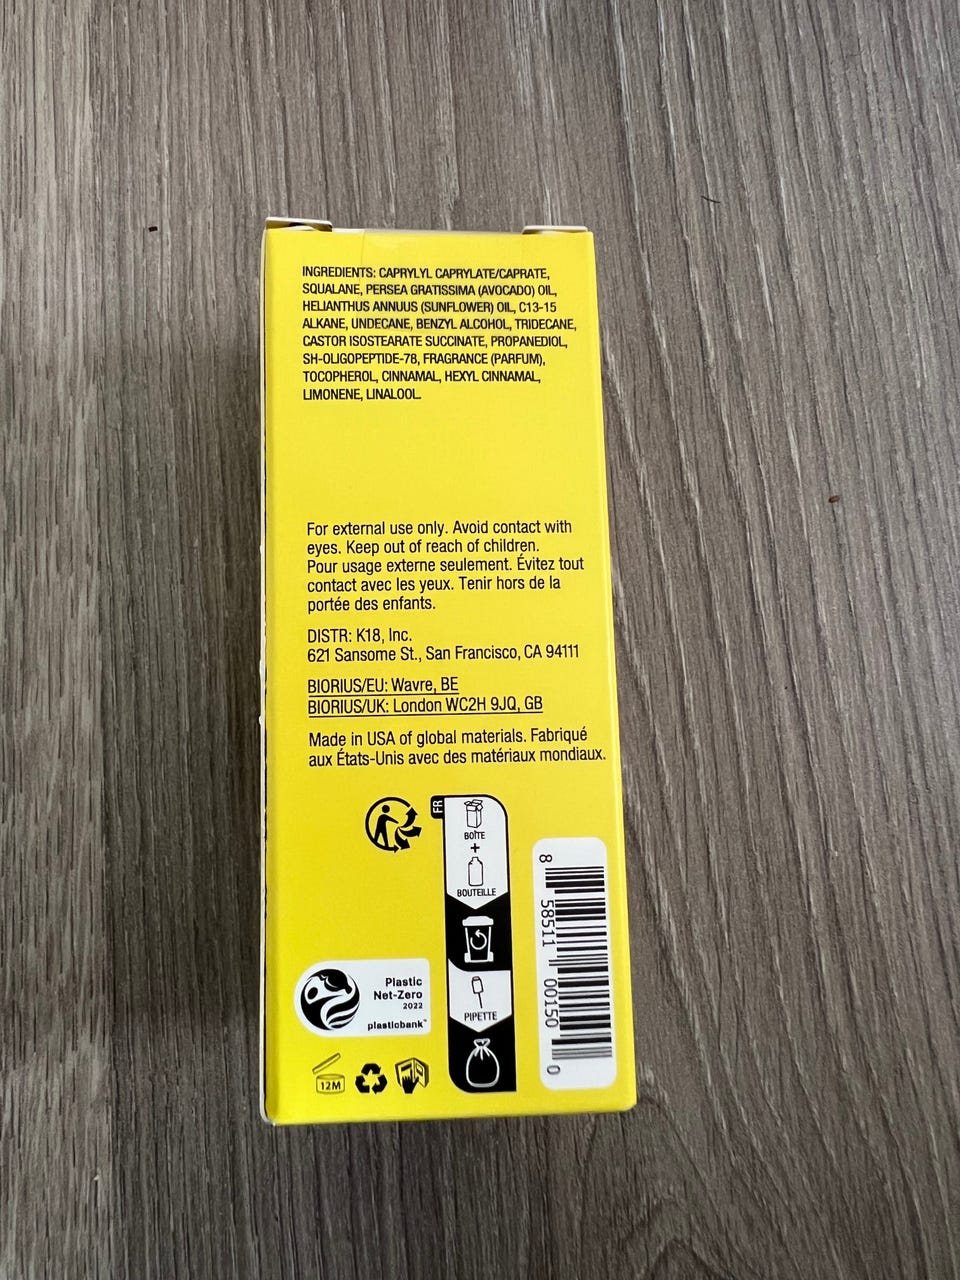 INGREDIENTS: CAPRYLYL CAPRYLATE/CAPRATE,
SQUALANE, PERSEA GRATISSIMA (AVOCADO) OIL,
HELIANTHUS ANNUUS (SUNFLOWER) OIL, C13-15
ALKANE, UNDECANE, BENZYL ALCOHOL, TRIDECANE,
CASTOR ISOSTEARATE SUCCINATE, PROPANEDIOL,
SH-OLIGOPEPTIDE-78, FRAGRANCE (PARFUM),
TOCOPHEROL, CINNAMAL, HEXYL CINNAMAL,
LIMONENE, LINALOOL.
For external use only. Avoid contact with
eyes. Keep out of reach of children.
Pour usage externe seulement. Évitez tout
contact avec les yeux. Tenir hors de la
portée des enfants.
DISTR: K18, Inc.
621 Sansome St., San Francisco, CA 94111
BIORIUS/EU: Wavre, BE
BIORIUS/UK: London WC2H 9JQ, GB
Made in USA of global materials. Fabriqué
aux États-Unis avec des matériaux mondiaux.
FR
BOÎTE
+
BOUTEILLE
PIPETTE
Plastic
Net-Zero
2022
plasticbank™
12M
8 58511 00150 0